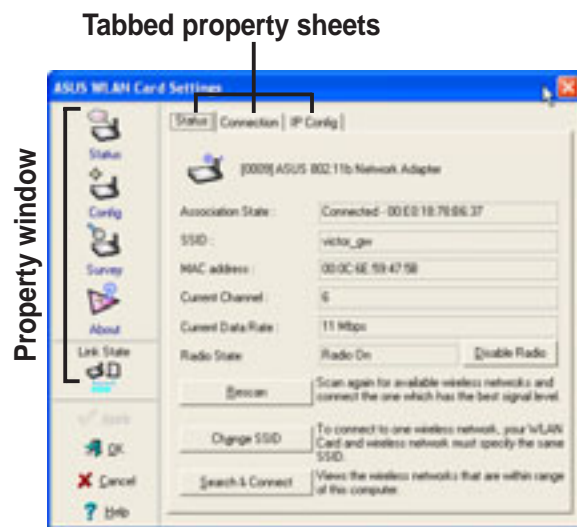 Tabbed property sheets
ASUS WLAN Card Settings
Property window
Status
Config
Survey
About
Link State
Apply
OK
Cancel
Help
Status Connection IP Config
[0009] ASUS 802.11b Network Adapter
Association State : Connected - 00:E0:18:70:B6:37
SSID : victor_gw
MAC address : 00:0C:6E:59:47:5B
Current Channel : 6
Current Data Rate : 11 Mbps
Radio State: Radio On Disable Radio
Rescan
Scan again for available wireless networks and
connect the one which has the best signal level.
Change SSID
To connect to one wireless network, your WLAN
Card and wireless network must specify the same
SSID.
Search & Connect
Views the wireless networks that are within range
of this computer.